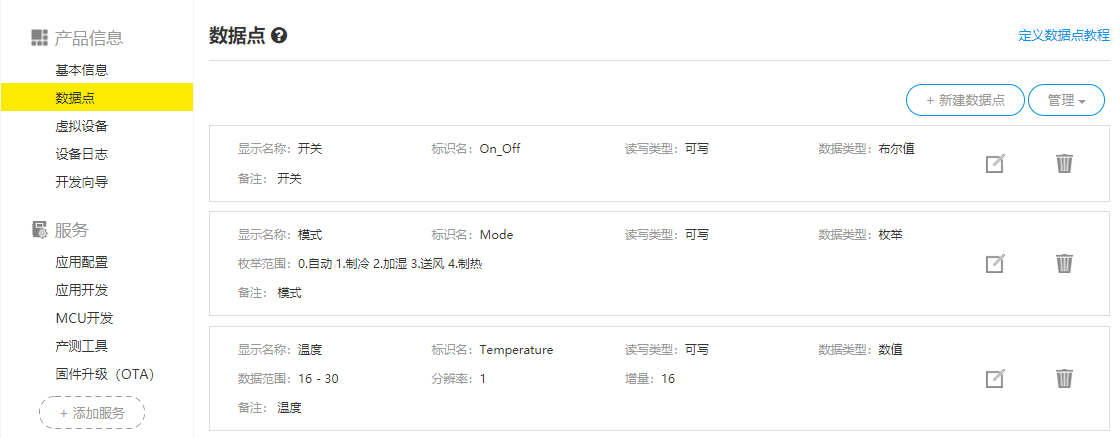 产品信息
基本信息
数据点
虚拟设备
设备日志
开发向导
服务
应用配置
应用开发
MCU开发
产测工具
固件升级（OTA）
+ 添加服务
数据点 ?
定义数据点教程
+ 新建数据点 管理
显示名称：开关 标识名：On_Off 读写类型：可写 数据类型：布尔值
备注： 开关
显示名称：模式 标识名：Mode 读写类型：可写 数据类型：枚举
枚举范围：0.自动 1.制冷 2.加湿 3.送风 4.制热
备注： 模式
显示名称：温度 标识名：Temperature 读写类型：可写 数据类型：数值
数据范围：16 - 30 分辨率：1 增量：16
备注： 温度